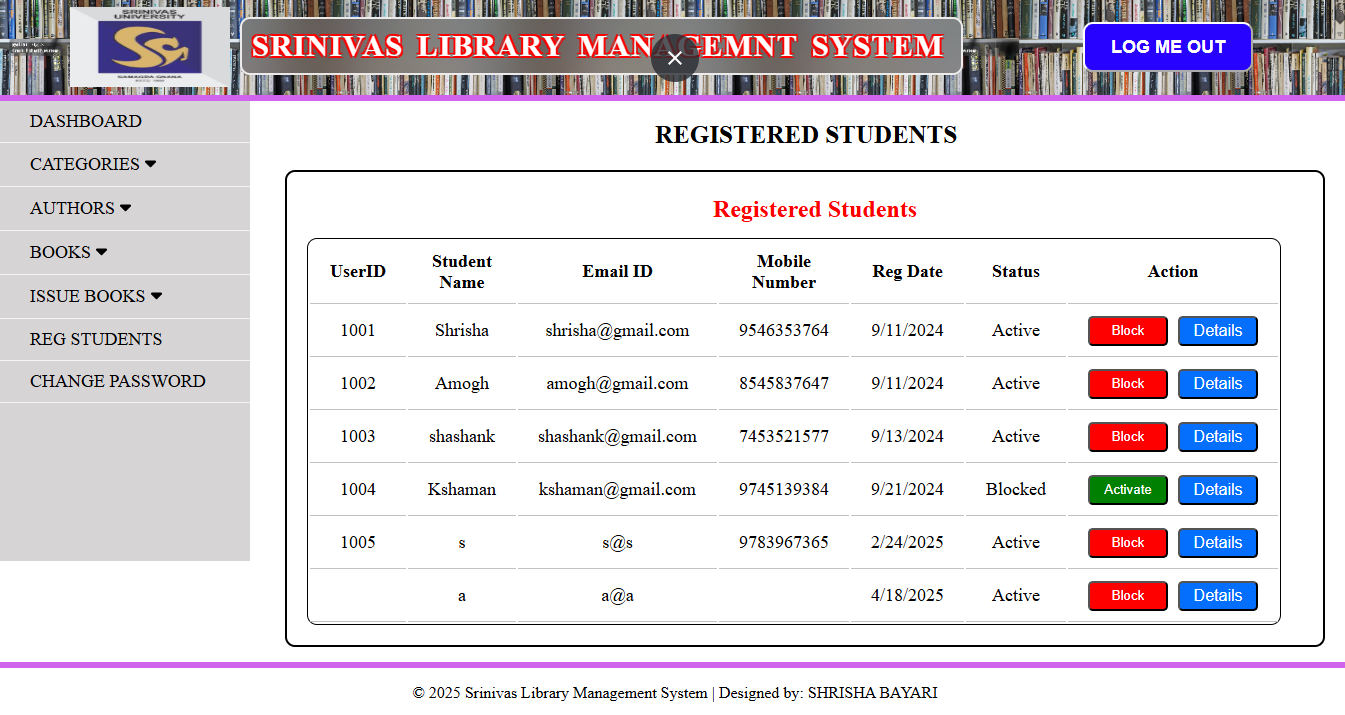 SRINIVAS
UNIVERSITY
SAMAGRA GNANA
SRINIVAS LIBRARY MANAGEMNT SYSTEM
LOG ME OUT
DASHBOARD
CATEGORIES
AUTHORS
BOOKS
ISSUE BOOKS
REG STUDENTS
CHANGE PASSWORD
REGISTERED STUDENTS
Registered Students
UserID Student Name Email ID Mobile Number Reg Date Status Action
1001 Shrisha shrisha@gmail.com 9546353764 9/11/2024 Active Block Details
1002 Amogh amogh@gmail.com 8545837647 9/11/2024 Active Block Details
1003 shashank shashank@gmail.com 7453521577 9/13/2024 Active Block Details
1004 Kshaman kshaman@gmail.com 9745139384 9/21/2024 Blocked Activate Details
1005 s s@s 9783967365 2/24/2025 Active Block Details
a a@a 4/18/2025 Active Block Details
© 2025 Srinivas Library Management System | Designed by: SHRISHA BAYARI